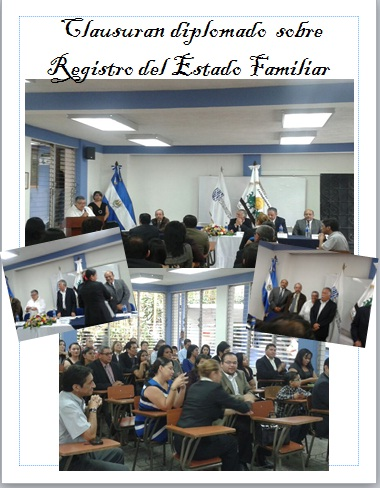 Clausuran diplomado sobre
Registro del Estado Familiar